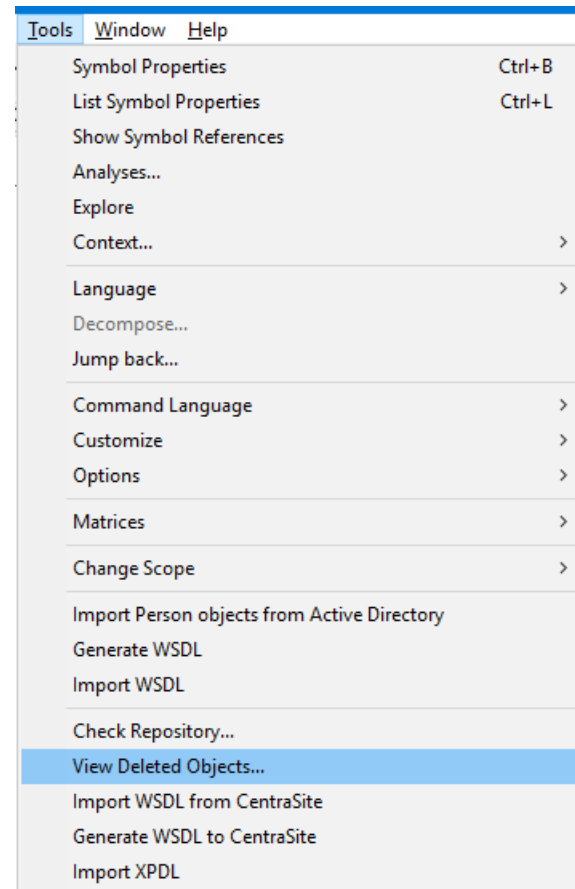 Tools Window Help
Symbol Properties Ctrl+B
List Symbol Properties Ctrl+L
Show Symbol References
Analyses...
Explore
Context...
Language
Decompose...
Jump back...
Command Language
Customize
Options
Matrices
Change Scope
Import Person objects from Active Directory
Generate WSDL
Import WSDL
Check Repository...
View Deleted Objects...
Import WSDL from CentraSite
Generate WSDL to CentraSite
Import XPDL